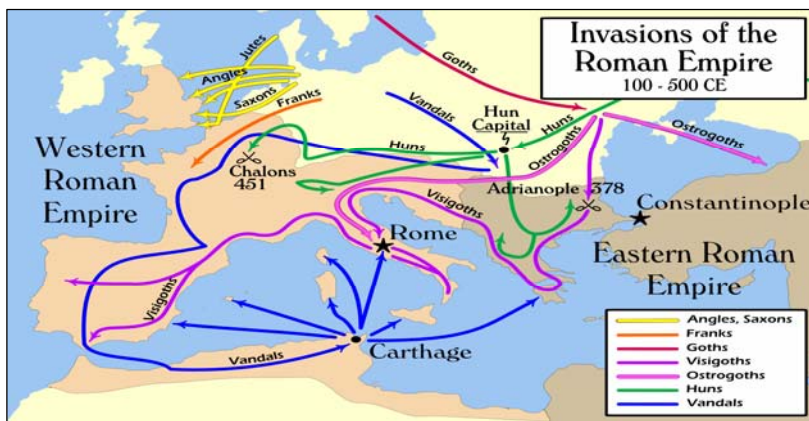 Invasions of the
Roman Empire
100 - 500 CE
Jutes
Angles
Saxons
Franks
Goths
Vandals
Hun
Capital
Huns
Ostrogoths
Ostrogoths
Huns
Western
Roman
Empire
Chalons
451
Visigoths
Adrianople 378
Constantinople
Rome
Eastern Roman
Empire
Visigoths
Vandals
Carthage
Angles, Saxons
Franks
Goths
Visigoths
Ostrogoths
Huns
Vandals